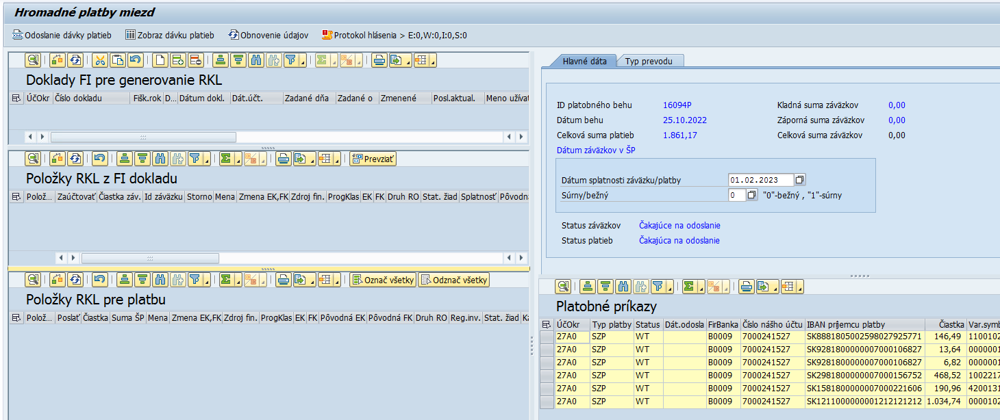 Hromadné platby miezd
Odoslanie dávky platieb Zobraz dávku platieb Obnovenie údajov Protokol hlásenia > E:0,W:0,I:0,S:0
Doklady FI pre generovanie RKL
ÚčOkr Číslo dokladu Fišk.rok D... Dátum dokl. Dát.účt. Zadané dňa Zadané o Zmenené Posl.aktual. Meno užívat
Položky RKL z FI dokladu
Prevziať
Polož... Zaúčtovať Čiastka záv. Id záväzku Storno Mena Zmena EK,FK Zdroj fin. ProgKlas EK FK Druh RO Stat. žiad Splatnosť Pôvodn
Označ všetky Odznač všetky
Položky RKL pre platbu
Polož... Poslať Čiastka Suma ŠP Mena Zmena EK,FK Zdroj fin. ProgKlas EK FK Pôvodná EK Pôvodná FK Druh RO Reg.inv. Stat. žiad Ka
Hlavné dáta Typ prevodu
ID platobného behu 16094P Kladná suma záväzkov 0,00
Dátum behu 25.10.2022 Záporná suma záväzkov 0,00
Celková suma platieb 1.861,17 Celková suma záväzkov 0,00
Dátum záväzkov v ŠP
Dátum splatnosti záväzku/platby 01.02.2023
Súrny/bežný 0 "0"-bežný , "1"-súrny
Status záväzkov Čakajúce na odoslanie
Status platieb Čakajúca na odoslanie
Platobné príkazy
ÚčOkr Typ platby Status Dát.odosla FirBanka Číslo nášho účtu IBAN príjemcu platby Čiastka Var.symb
27A0 SZP WT B0009 7000241527 SK8881805002598027925771 146,49 1100102
27A0 SZP WT B0009 7000241527 SK9281800000007000106827 13,64 0000001
27A0 SZP WT B0009 7000241527 SK9281800000007000106827 6,82 0000001
27A0 SZP WT B0009 7000241527 SK2981800000007000156752 468,52 1002217
27A0 SZP WT B0009 7000241527 SK1581800000007000221606 190,96 4200131
27A0 SZP WT B0009 7000241527 SK1211000000001212121212 1.034,74 0000102